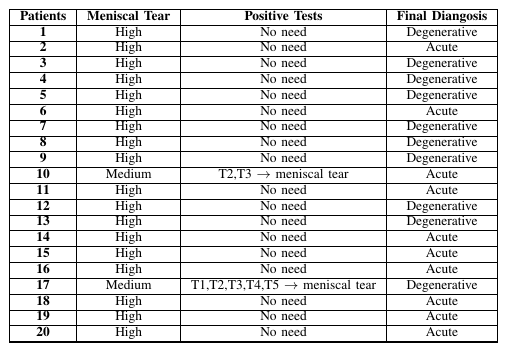 Patients Meniscal Tear Positive Tests Final Diangosis
1 High No need Degenerative
2 High No need Acute
3 High No need Degenerative
4 High No need Degenerative
5 High No need Degenerative
6 High No need Acute
7 High No need Degenerative
8 High No need Degenerative
9 High No need Degenerative
10 Medium T2,T3 → meniscal tear Acute
11 High No need Acute
12 High No need Degenerative
13 High No need Degenerative
14 High No need Acute
15 High No need Acute
16 High No need Acute
17 Medium T1,T2,T3,T4,T5 → meniscal tear Degenerative
18 High No need Acute
19 High No need Acute
20 High No need Acute